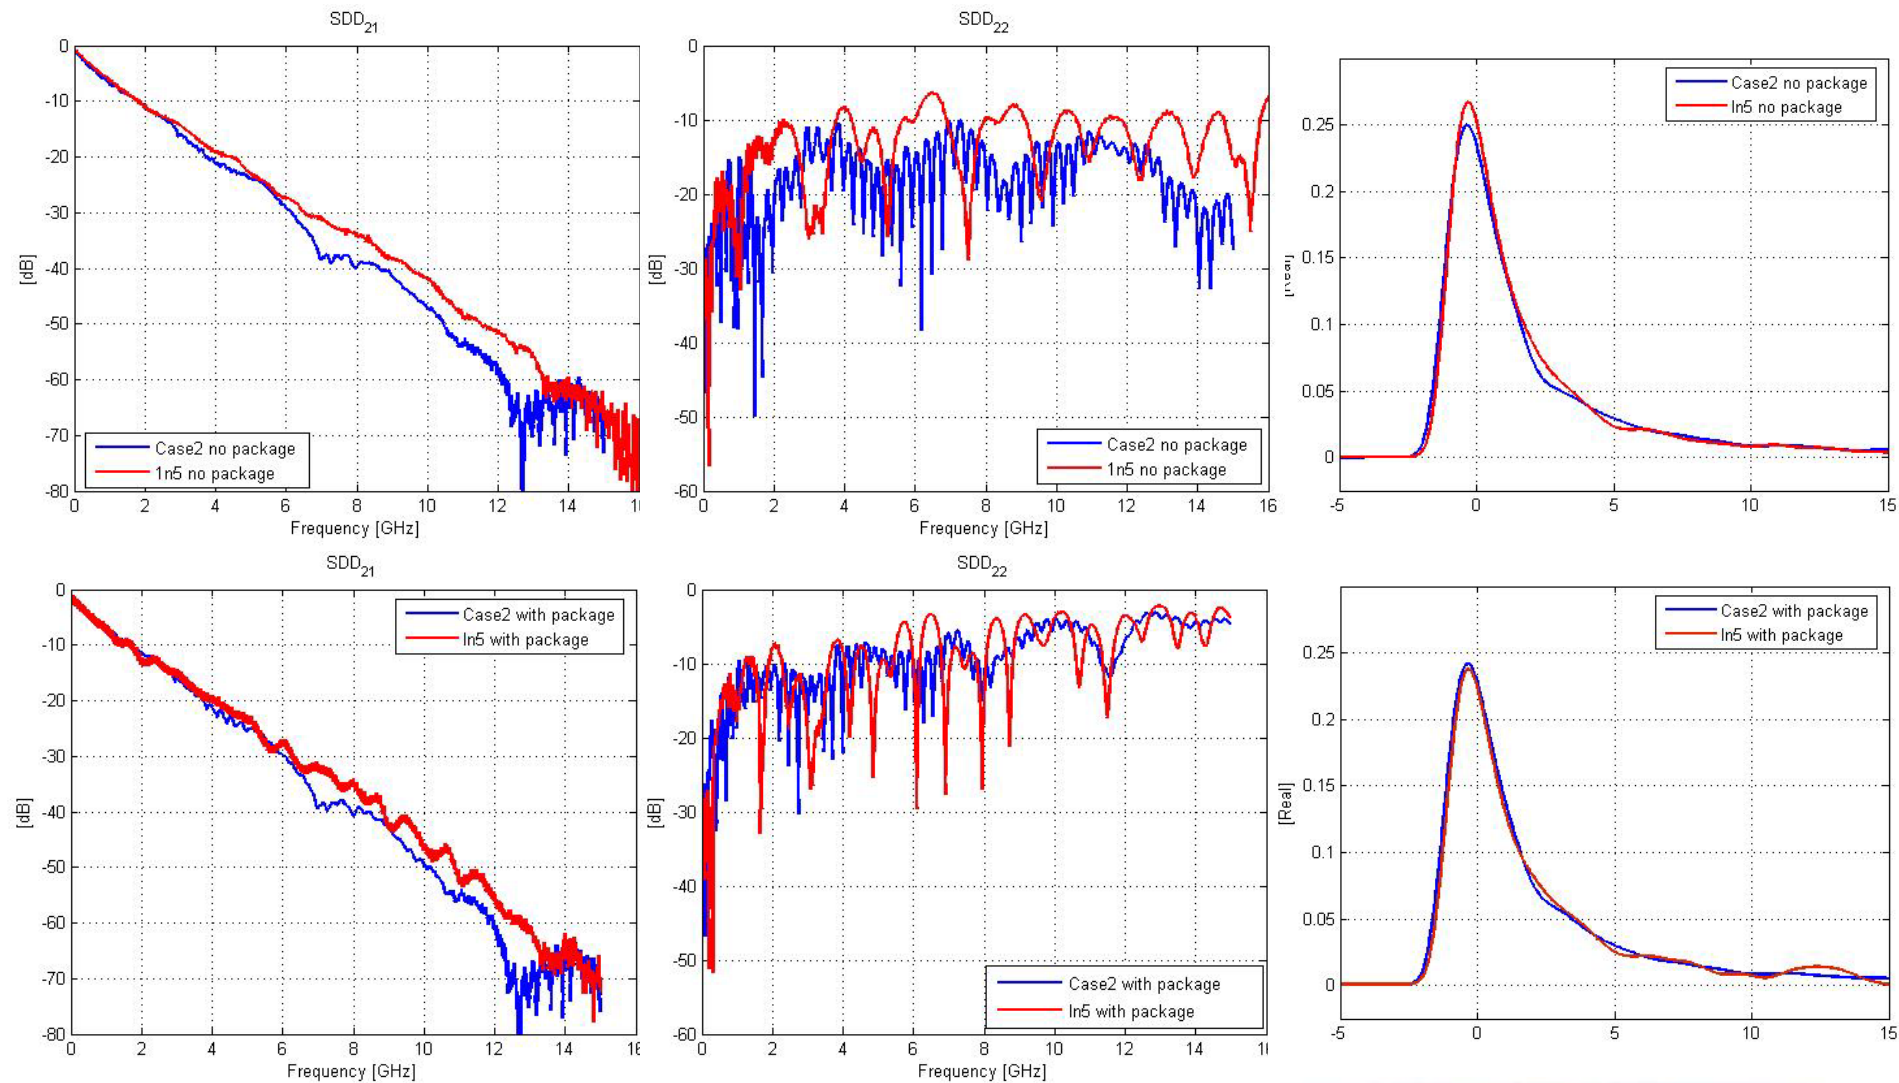 SDD21
0
-10
-20
-30
-40
-50
-60
-70
-80
[dB]
Case2 no package
1n5 no package
0 2 4 6 8 10 12 14
Frequency [GHz]
SDD22
0
-10
-20
-30
-40
-50
-60
[dB]
Case2 no package
1n5 no package
0 2 4 6 8 10 12 14 16
Frequency [GHz]
Case2 no package
In5 no package
0.25
0.2
0.15
0.1
0.05
0
-5 0 5 10 15
SDD21
0
-10
-20
-30
-40
-50
-60
-70
-80
[dB]
Case2 with package
In5 with package
0 2 4 6 8 10 12 14
Frequency [GHz]
SDD22
0
-10
-20
-30
-40
-50
-60
[dB]
Case2 with package
In5 with package
0 2 4 6 8 10 12 14
Frequency [GHz]
Case2 with package
In5 with package
0.25
0.2
0.15
0.1
0.05
0
[Real]
-5 0 5 10 15